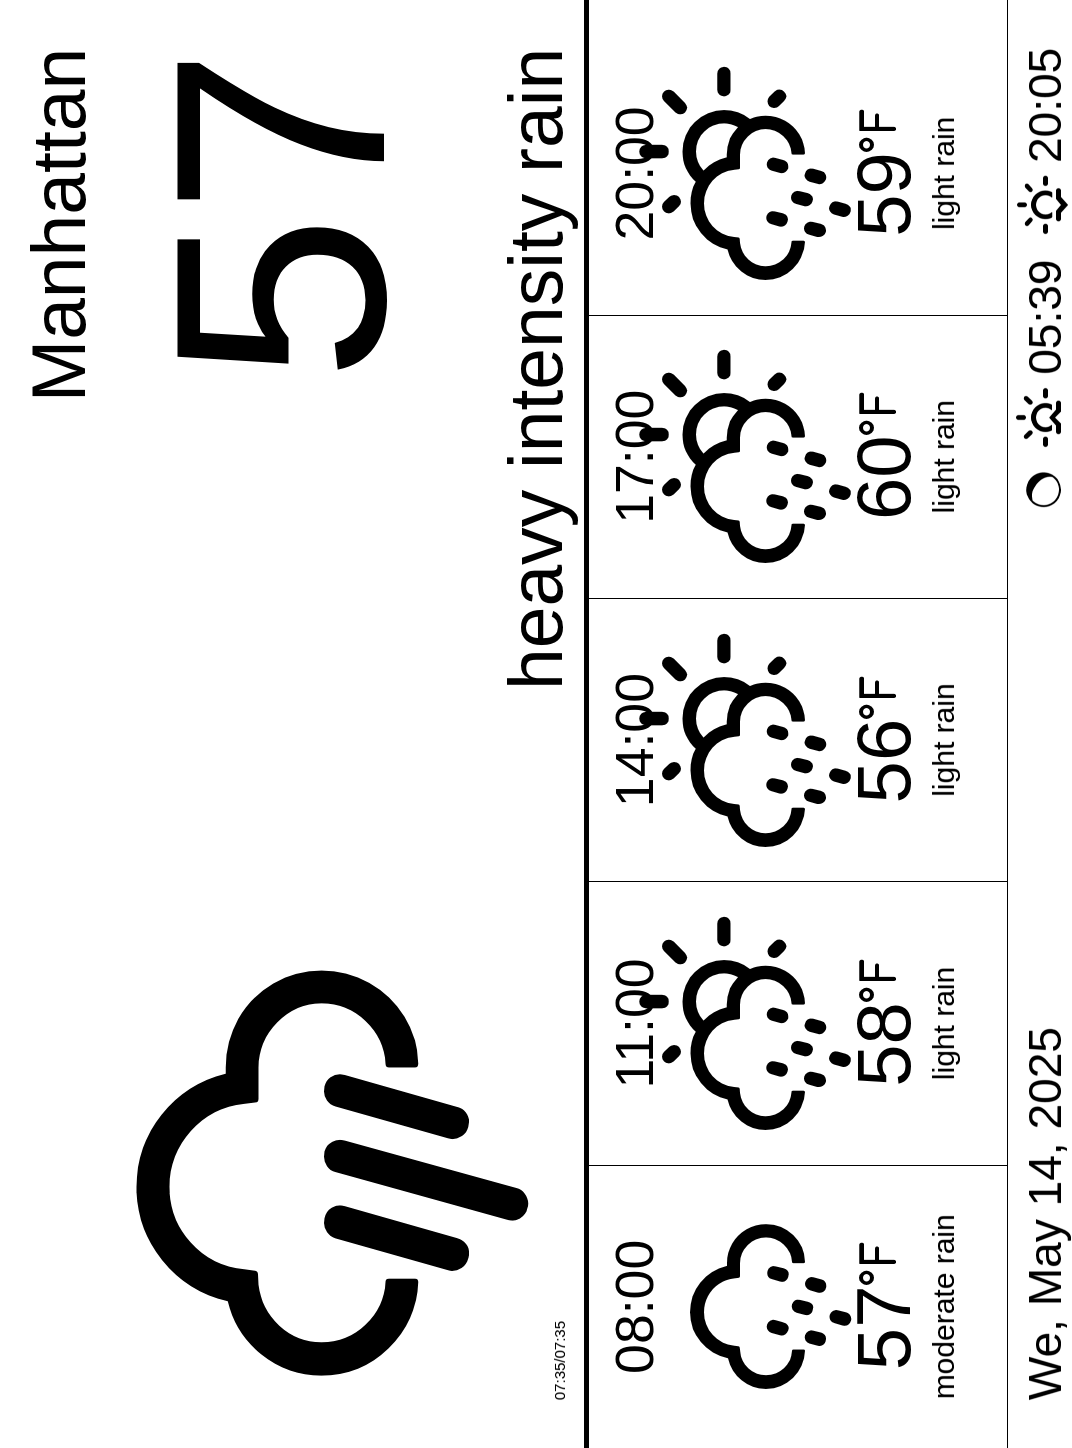 Manhattan
57
heavy intensity rain
07:35/07:35
08:00
57°F
moderate rain
11:00
58°F
light rain
14:00
56°F
light rain
17:00
60°F
light rain
20:00
59°F
light rain
We, May 14, 2025
05:39
20:05